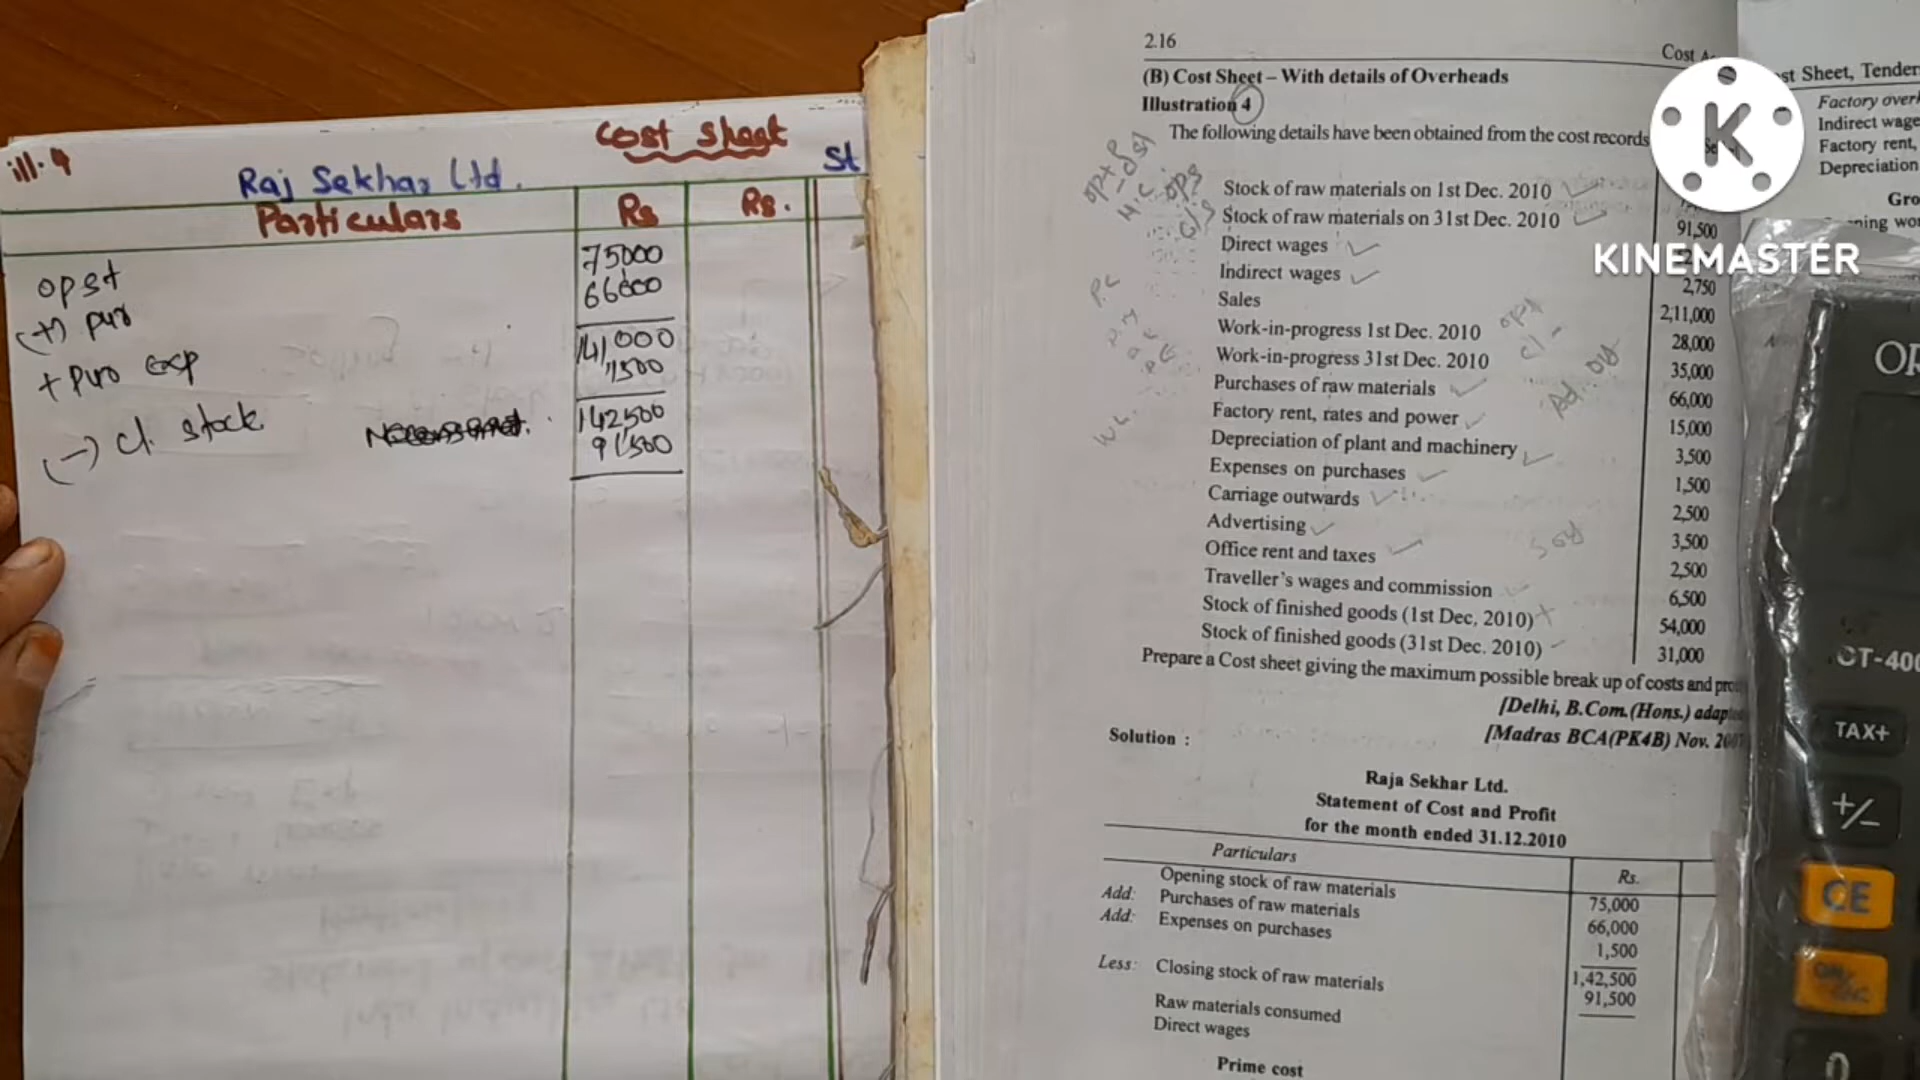 ill.4
cost sheet
Raj Sekhar Ltd.
St
Particulars
Rs
Rs.
opst
75000
(+) pur
66000
141,000
+ pur exp
1500
142500
(-) cl. stock
91,500
2.16
(B) Cost Sheet – With details of Overheads
Illustration 4
The following details have been obtained from the cost records
Stock of raw materials on 1st Dec. 2010
Stock of raw materials on 31st Dec. 2010 91,500
Direct wages
Indirect wages 2,750
Sales 2,11,000
Work-in-progress 1st Dec. 2010 28,000
Work-in-progress 31st Dec. 2010 35,000
Purchases of raw materials 66,000
Factory rent, rates and power 15,000
Depreciation of plant and machinery 3,500
Expenses on purchases 1,500
Carriage outwards 2,500
Advertising 3,500
Office rent and taxes 2,500
Traveller's wages and commission 6,500
Stock of finished goods (1st Dec, 2010) 54,000
Stock of finished goods (31st Dec. 2010) 31,000
Prepare a Cost sheet giving the maximum possible break up of costs and
[Delhi, B.Com.(Hons.)
[Madras BCA(PK4B) Nov.
Solution :
Raja Sekhar Ltd.
Statement of Cost and Profit
for the month ended 31.12.2010
Particulars Rs.
Opening stock of raw materials 75,000
Add: Purchases of raw materials 66,000
Add: Expenses on purchases 1,500
1,42,500
Less: Closing stock of raw materials 91,500
Raw materials consumed
Direct wages
Prime cost
st Sheet, Tender
Factory over
Indirect wage
Factory rent,
Depreciation
Gro
K
KINEMASTER
OR
CT-400
TAX+
+/-
CE
0